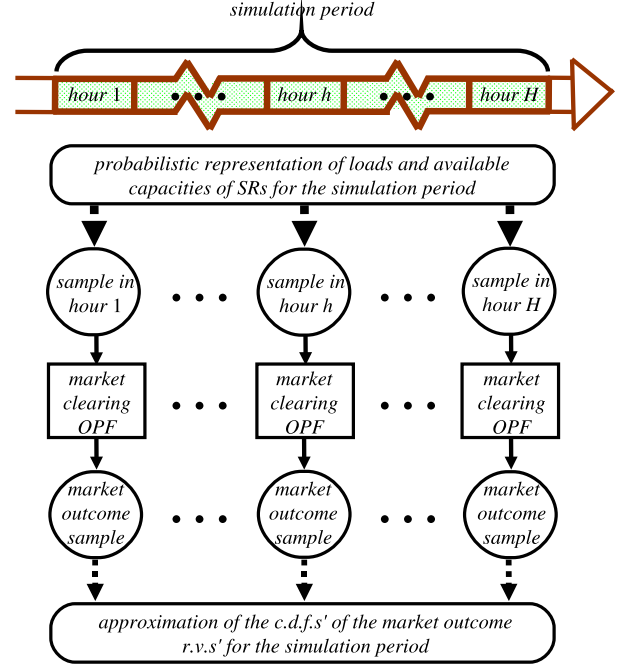 simulation period
hour 1
hour h
hour H
probabilistic representation of loads and available
capacities of SRs for the simulation period
sample in
hour 1
sample in
hour h
sample in
hour H
market
clearing
OPF
market
clearing
OPF
market
clearing
OPF
market
outcome
sample
market
outcome
sample
market
outcome
sample
approximation of the c.d.f.s' of the market outcome
r.v.s' for the simulation period